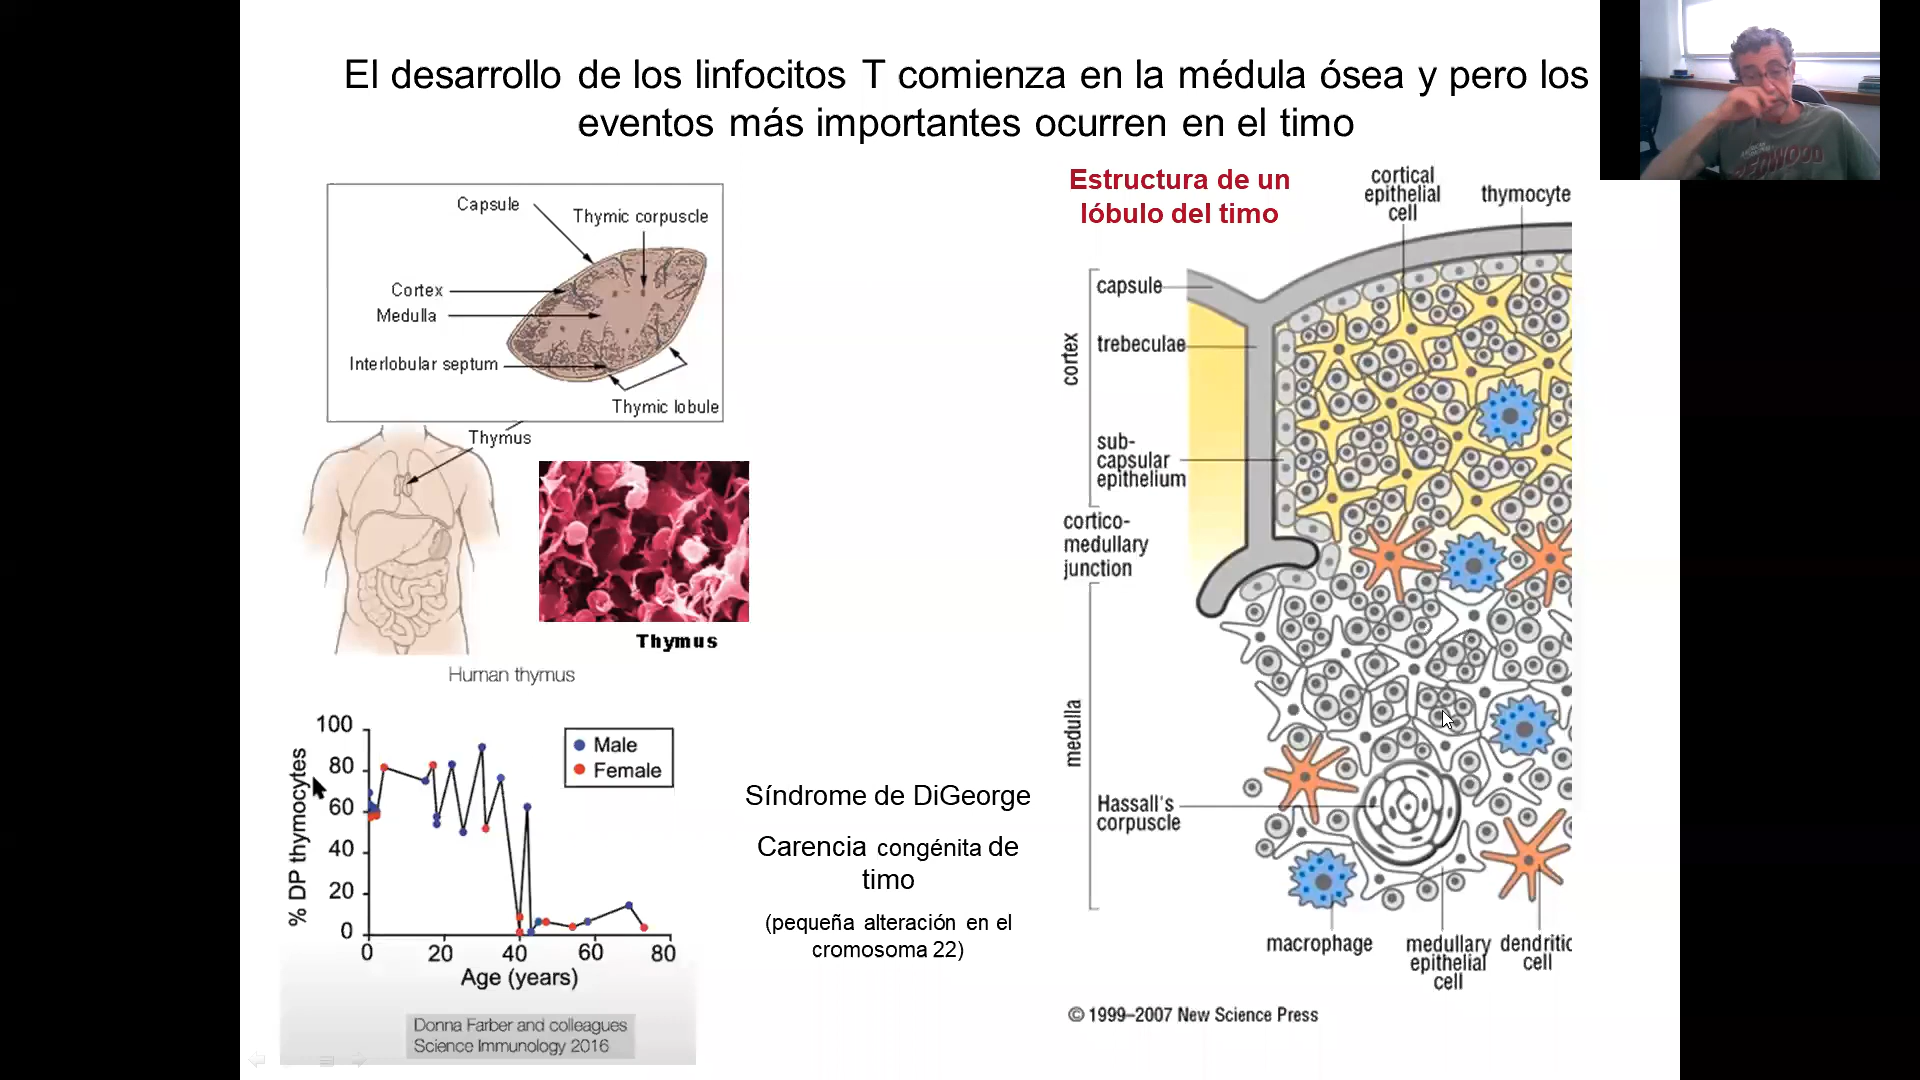 El desarrollo de los linfocitos T comienza en la médula ósea y pero los
eventos más importantes ocurren en el timo
Capsule
Thymic corpuscle
Cortex
Medulla
Interlobular septum
Thymic lobule
Thymus
Thymus
Human thymus
% DP thymocytes
100
80
60
40
20
0
0
20
40
60
80
Age (years)
Male
Female
Donna Farber and colleagues
Science Immunology 2016
Síndrome de DiGeorge
Carencia congénita de
timo
(pequeña alteración en el
cromosoma 22)
Estructura de un
lóbulo del timo
cortical
epithelial
cell
thymocyte
capsule
cortex
trebeculae
sub-
capsular
epithelium
cortico-
medullary
junction
medulla
Hassall's
corpuscle
macrophage
medullary
epithelial
cell
dendritic
cell
© 1999–2007 New Science Press